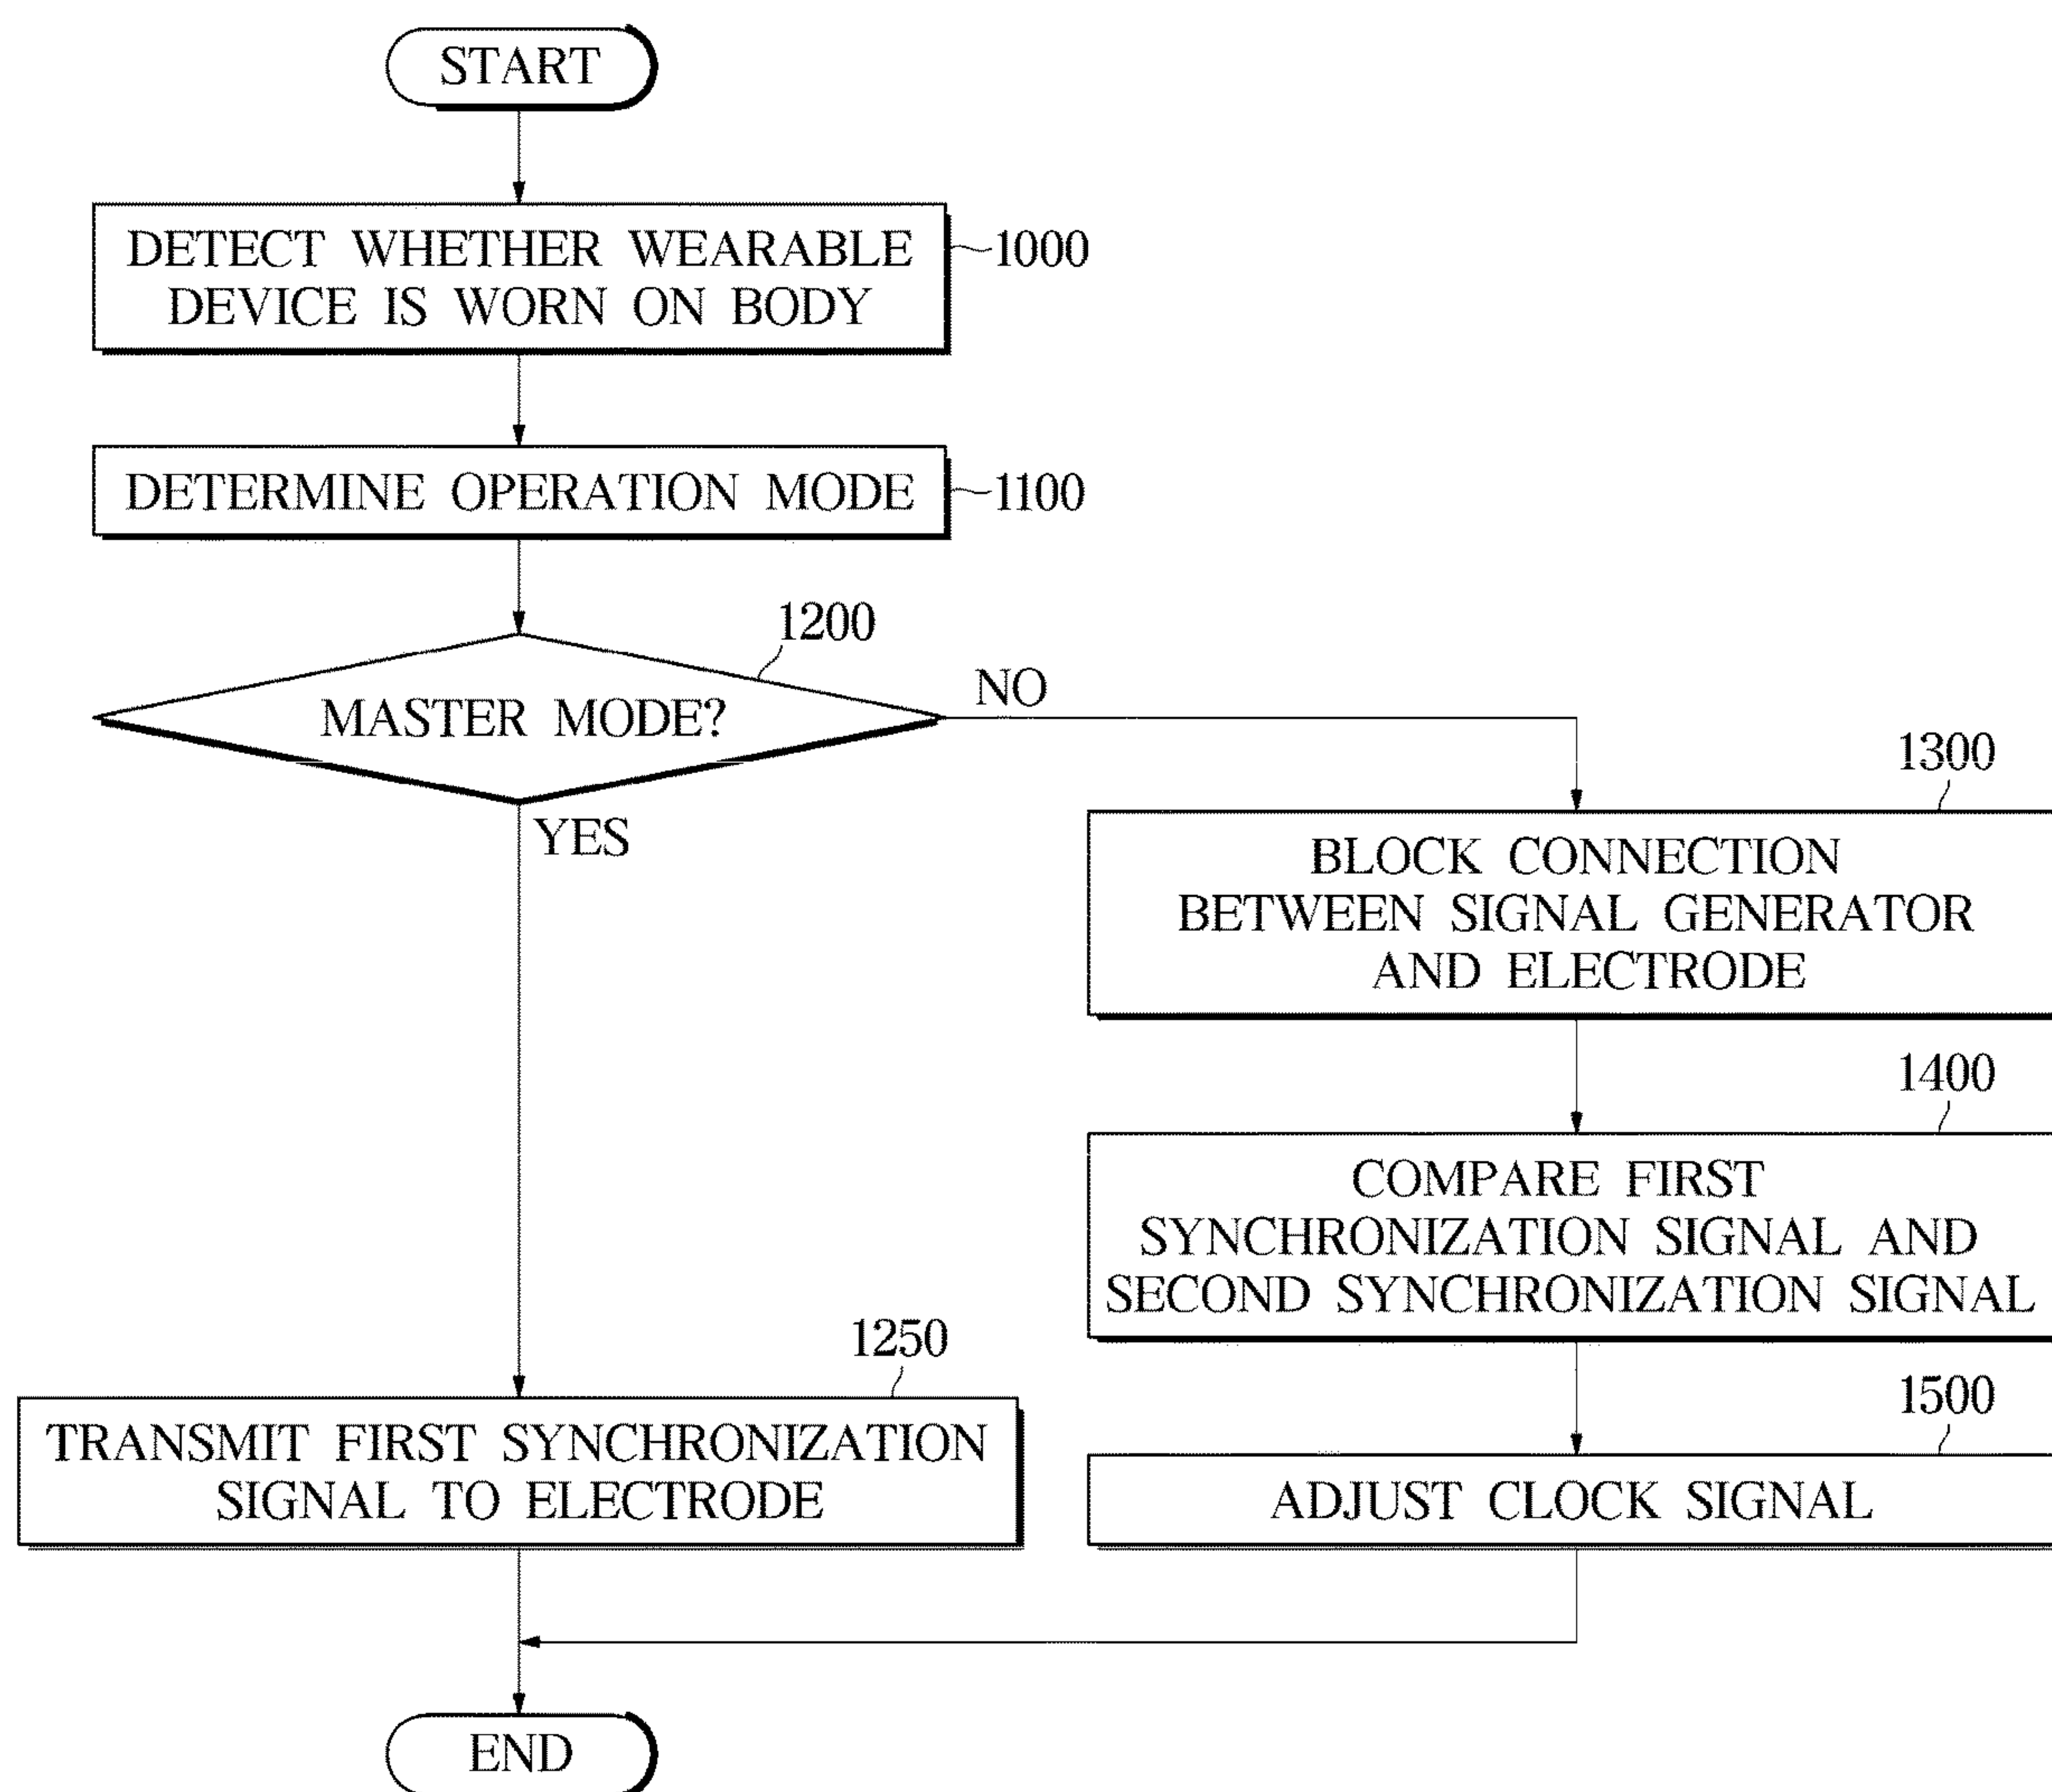 START
DETECT WHETHER WEARABLE
DEVICE IS WORN ON BODY
1000
DETERMINE OPERATION MODE
1100
1200
MASTER MODE?
NO
YES
1300
BLOCK CONNECTION
BETWEEN SIGNAL GENERATOR
AND ELECTRODE
1400
COMPARE FIRST
SYNCHRONIZATION SIGNAL AND
SECOND SYNCHRONIZATION SIGNAL
1250
TRANSMIT FIRST SYNCHRONIZATION
SIGNAL TO ELECTRODE
1500
ADJUST CLOCK SIGNAL
END